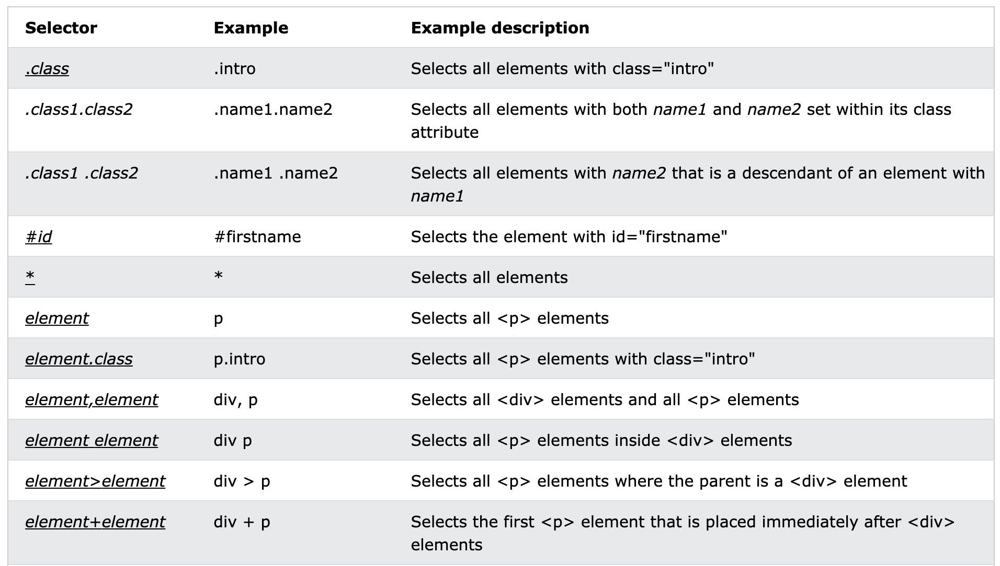 Selector Example Example description
.class .intro Selects all elements with class="intro"
.class1.class2 .name1.name2 Selects all elements with both name1 and name2 set within its class
attribute
.class1 .class2 .name1 .name2 Selects all elements with name2 that is a descendant of an element with
name1
#id #firstname Selects the element with id="firstname"
* * Selects all elements
element p Selects all <p> elements
element.class p.intro Selects all <p> elements with class="intro"
element,element div, p Selects all <div> elements and all <p> elements
element element div p Selects all <p> elements inside <div> elements
element>element div > p Selects all <p> elements where the parent is a <div> element
element+element div + p Selects the first <p> element that is placed immediately after <div>
elements